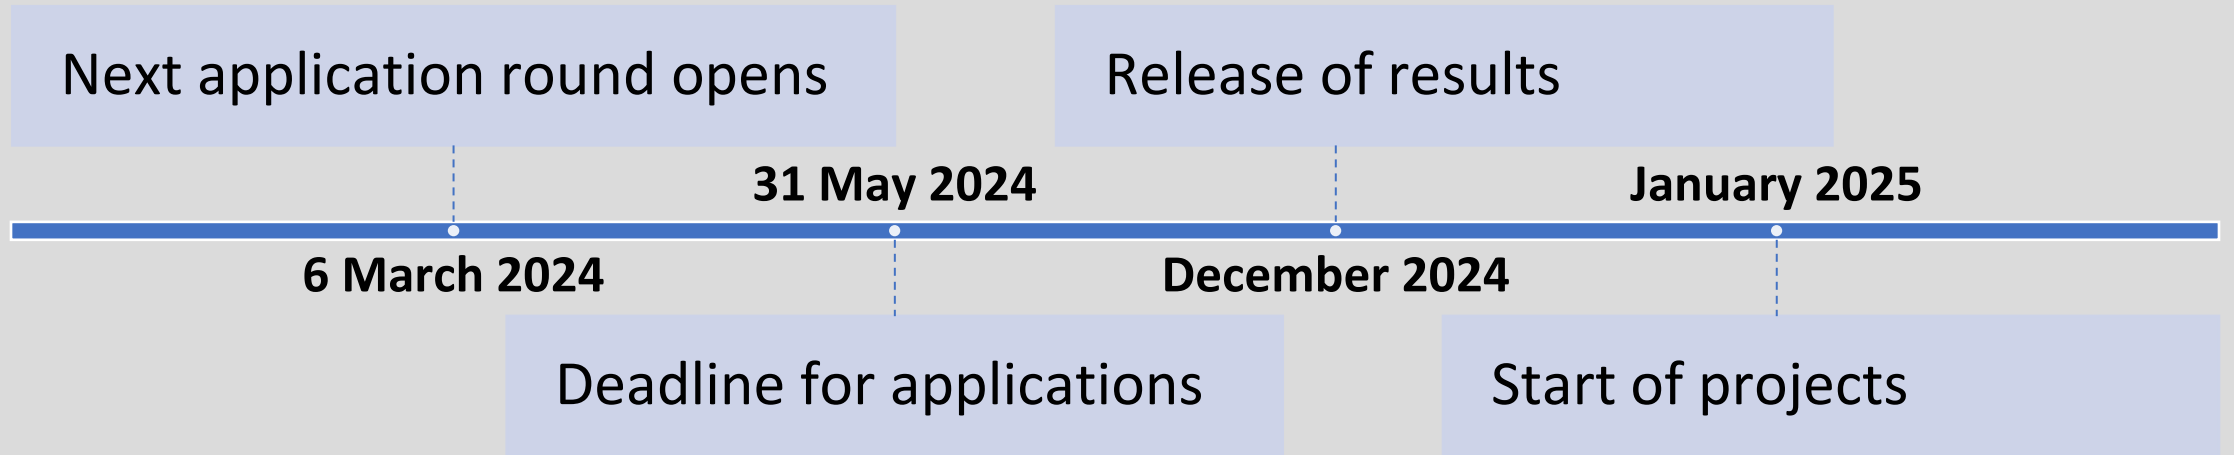 Next application round opens
Release of results
31 May 2024
January 2025
6 March 2024
December 2024
Deadline for applications
Start of projects